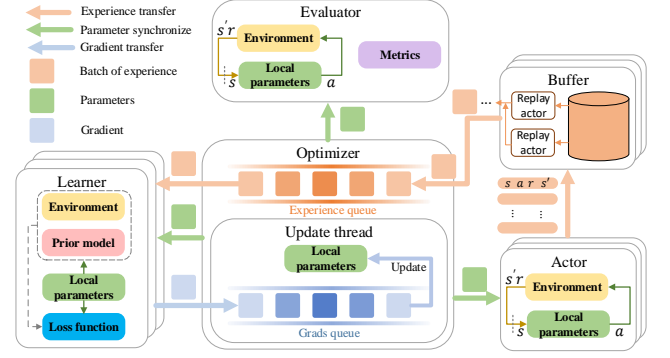 Experience transfer
Parameter synchronize
Gradient transfer
Batch of experience
Parameters
Gradient
Evaluator
s' r
Environment
Metrics
s
Local
parameters
a
Buffer
...
Replay
actor
Replay
actor
Optimizer
Experience queue
s a r s'
⋮ ⋮
Learner
Environment
Prior model
Local
parameters
Loss function
Update thread
Local
parameters
Update
Grads queue
Actor
s' r
Environment
s
Local
parameters
a